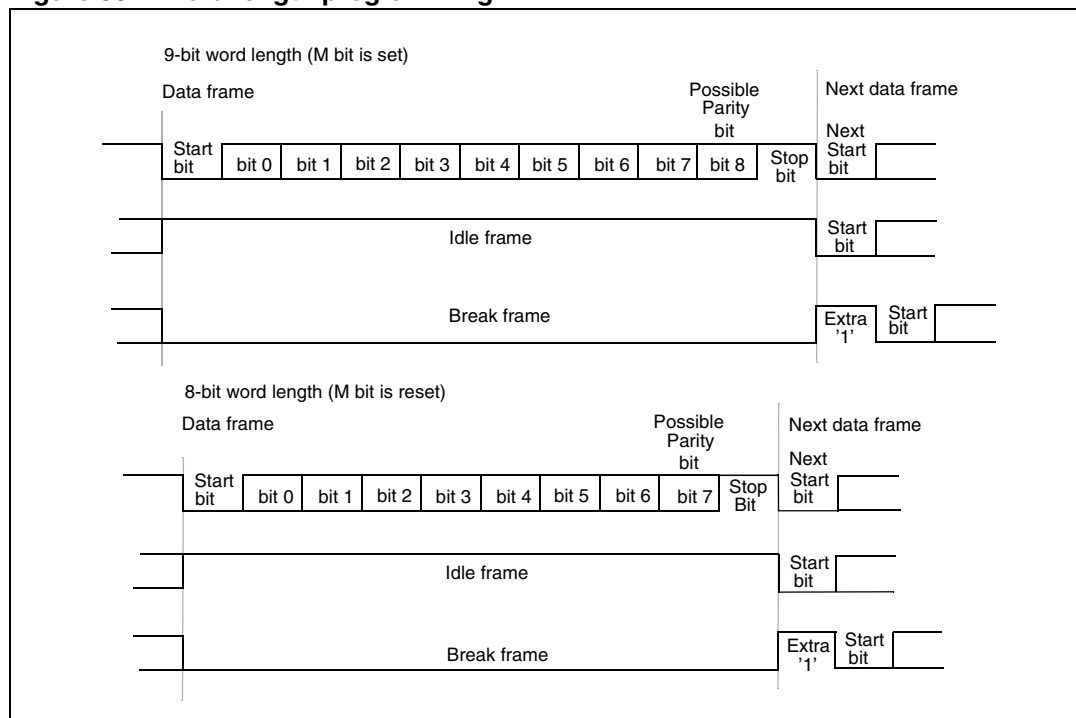 9-bit word length (M bit is set)
Data frame
Possible
Parity
bit
Next data frame
Start
bit
bit 0 bit 1 bit 2 bit 3 bit 4 bit 5 bit 6 bit 7 bit 8
Stop
bit
Next
Start
bit
Idle frame
Start
bit
Break frame
Extra
'1'
Start
bit
8-bit word length (M bit is reset)
Data frame
Possible
Parity
bit
Next data frame
Start
bit
bit 0 bit 1 bit 2 bit 3 bit 4 bit 5 bit 6 bit 7
Stop
Bit
Next
Start
bit
Idle frame
Start
bit
Break frame
Extra
'1'
Start
bit